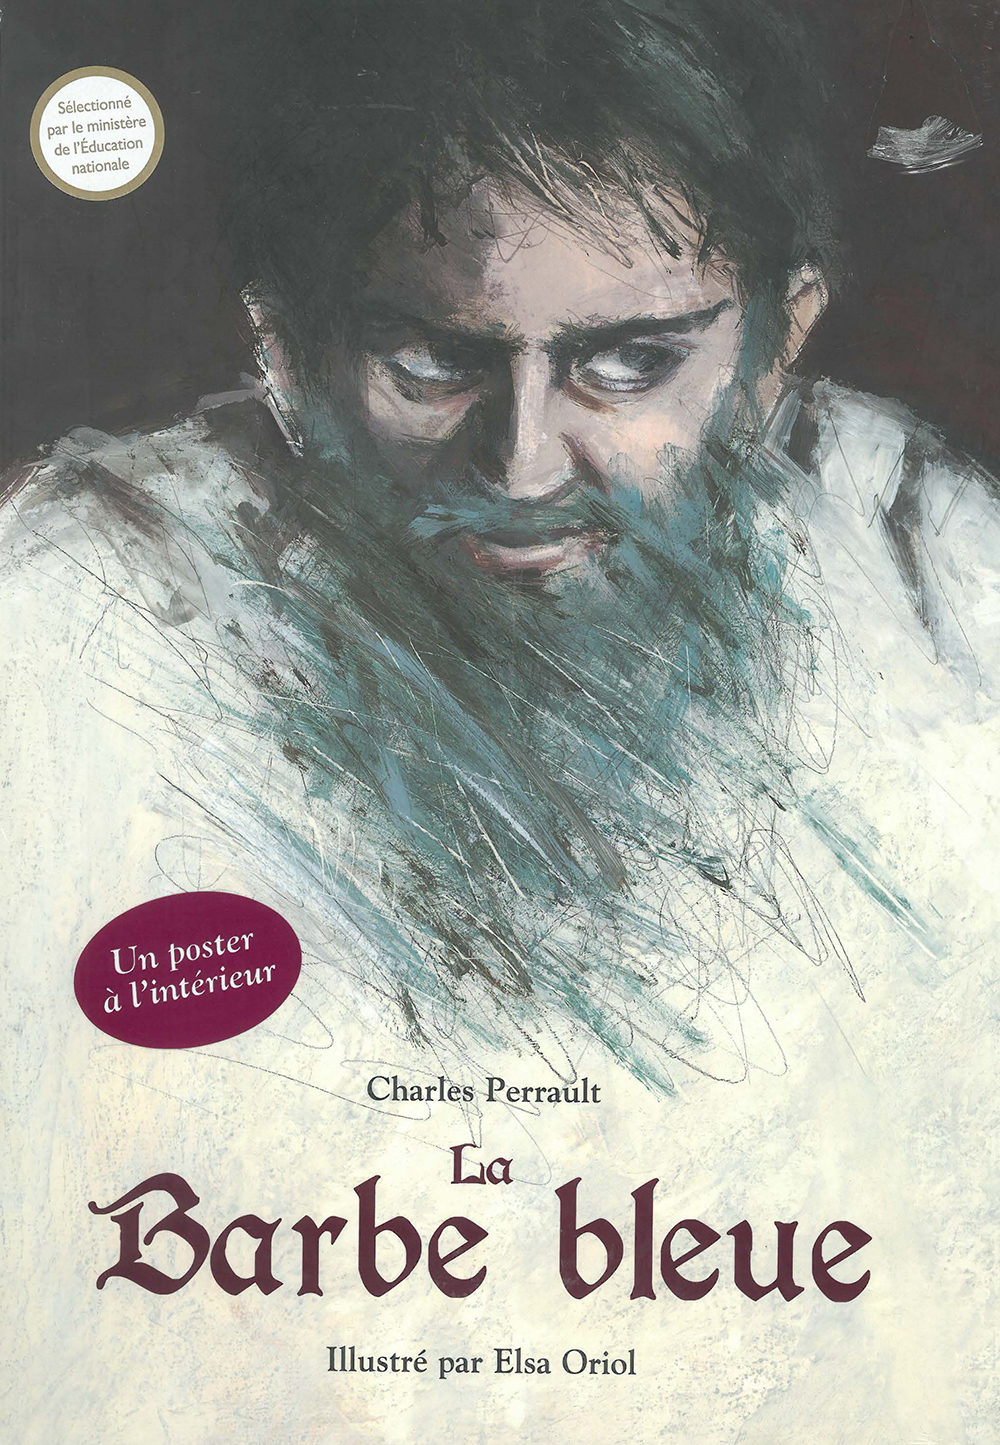 Sélectionné
par le ministère
de l'Éducation
nationale
Un poster
à l'intérieur
Charles Perrault
La
Barbe bleue
Illustré par Elsa Oriol